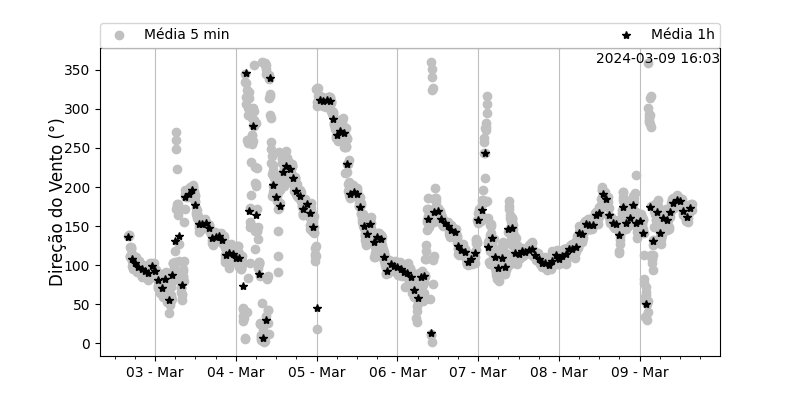 Média 5 min
Média 1h
2024-03-09 16:03
Direção do Vento (°)
350
300
250
200
150
100
50
0
03 - Mar
04 - Mar
05 - Mar
06 - Mar
07 - Mar
08 - Mar
09 - Mar